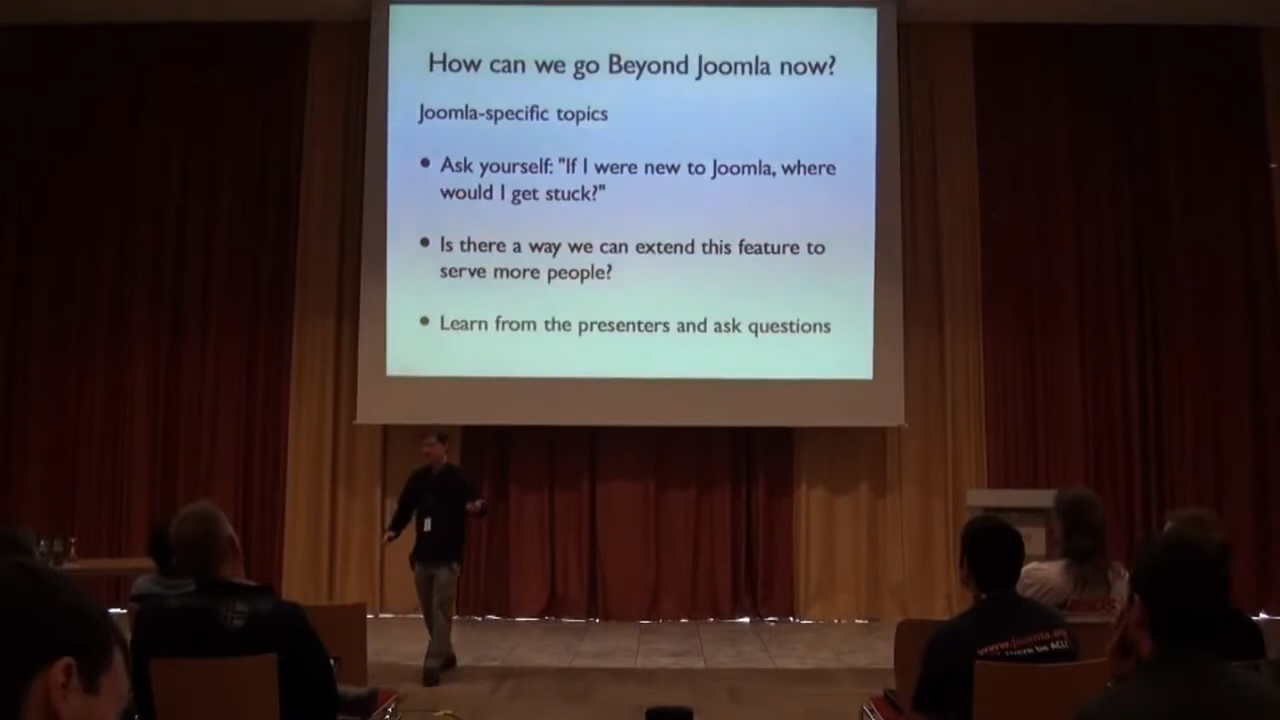 How can we go Beyond Joomla now?
Joomla-specific topics
• Ask yourself: "If I were new to Joomla, where
would I get stuck?"
• Is there a way we can extend this feature to
serve more people?
• Learn from the presenters and ask questions